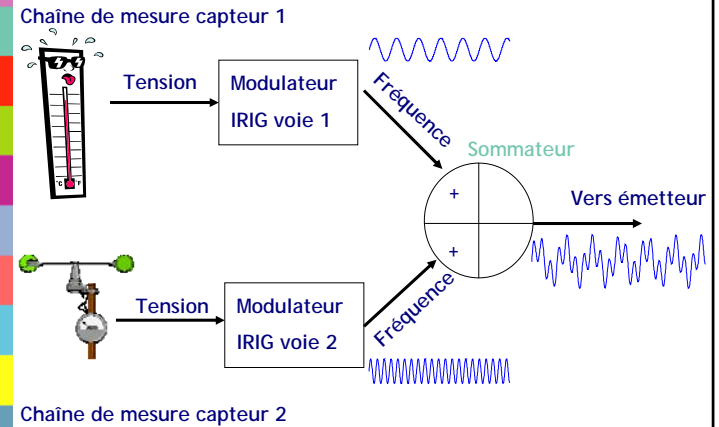 Chaîne de mesure capteur 1
Tension
Modulateur
IRIG voie 1
Fréquence
Sommateur
+
Vers émetteur
+
°C °F
Tension
Modulateur
IRIG voie 2
Fréquence
Chaîne de mesure capteur 2